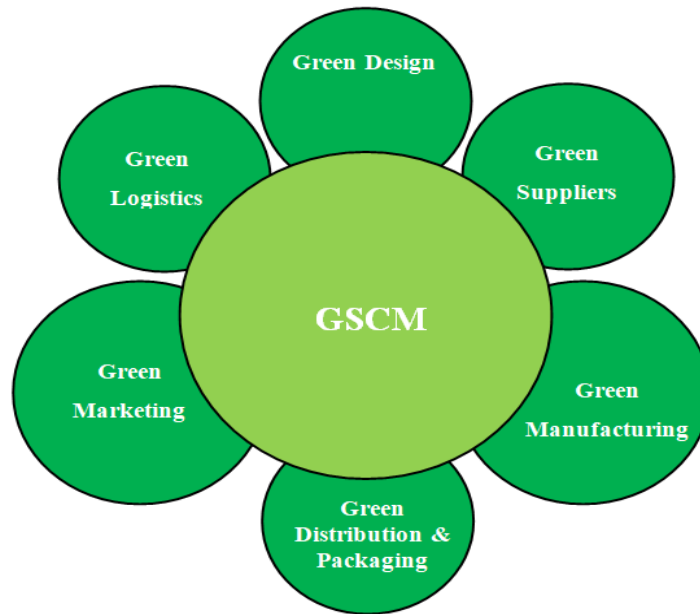 Green Design
Green
Suppliers
Green
Logistics
GSCM
Green
Marketing
Green
Manufacturing
Green
Distribution &
Packaging